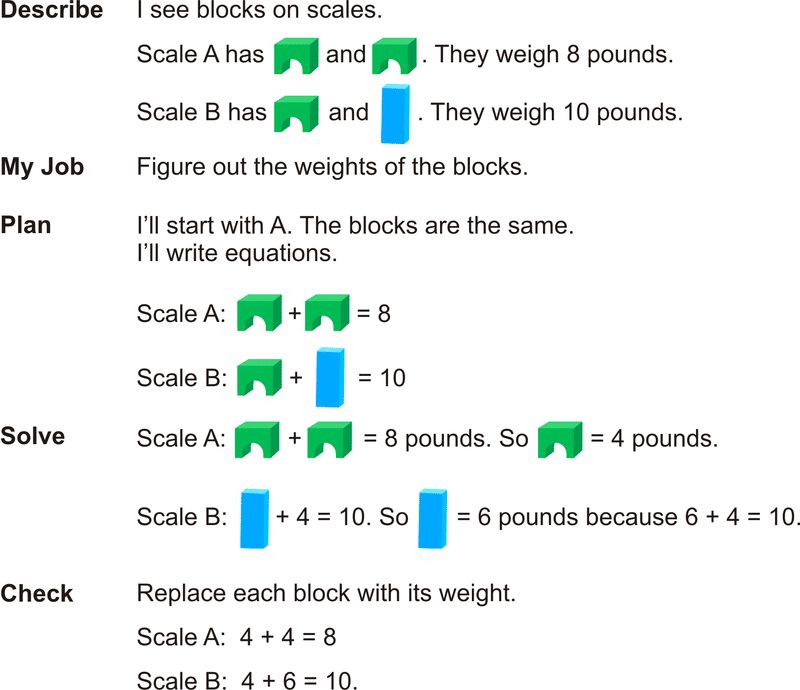 Describe I see blocks on scales.
Scale A has and . They weigh 8 pounds.
Scale B has and . They weigh 10 pounds.
My Job Figure out the weights of the blocks.
Plan I’ll start with A. The blocks are the same.
I’ll write equations.
Scale A: + = 8
Scale B: + = 10
Solve Scale A: + = 8 pounds. So = 4 pounds.
Scale B: + 4 = 10. So = 6 pounds because 6 + 4 = 10.
Check Replace each block with its weight.
Scale A: 4 + 4 = 8
Scale B: 4 + 6 = 10.